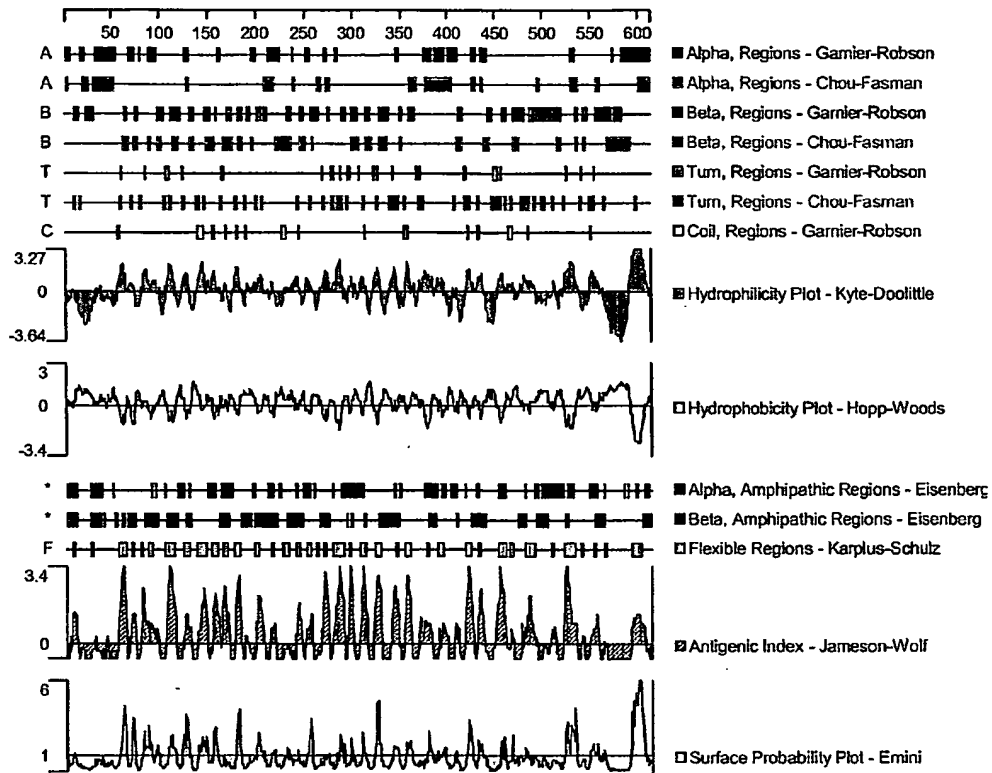 50 100 150 200 250 300 350 400 450 500 550 600
A Alpha, Regions - Garnier-Robson
A Alpha, Regions - Chou-Fasman
B Beta, Regions - Garnier-Robson
B Beta, Regions - Chou-Fasman
T Turn, Regions - Garnier-Robson
T Turn, Regions - Chou-Fasman
C Coil, Regions - Garnier-Robson
3.27
0 Hydrophilicity Plot - Kyte-Doolittle
-3.64
3
0 Hydrophobicity Plot - Hopp-Woods
-3.4
* Alpha, Amphipathic Regions - Eisenberg
* Beta, Amphipathic Regions - Eisenberg
F Flexible Regions - Karplus-Schulz
3.4
0 Antigenic Index - Jameson-Wolf
6
1 Surface Probability Plot - Emini